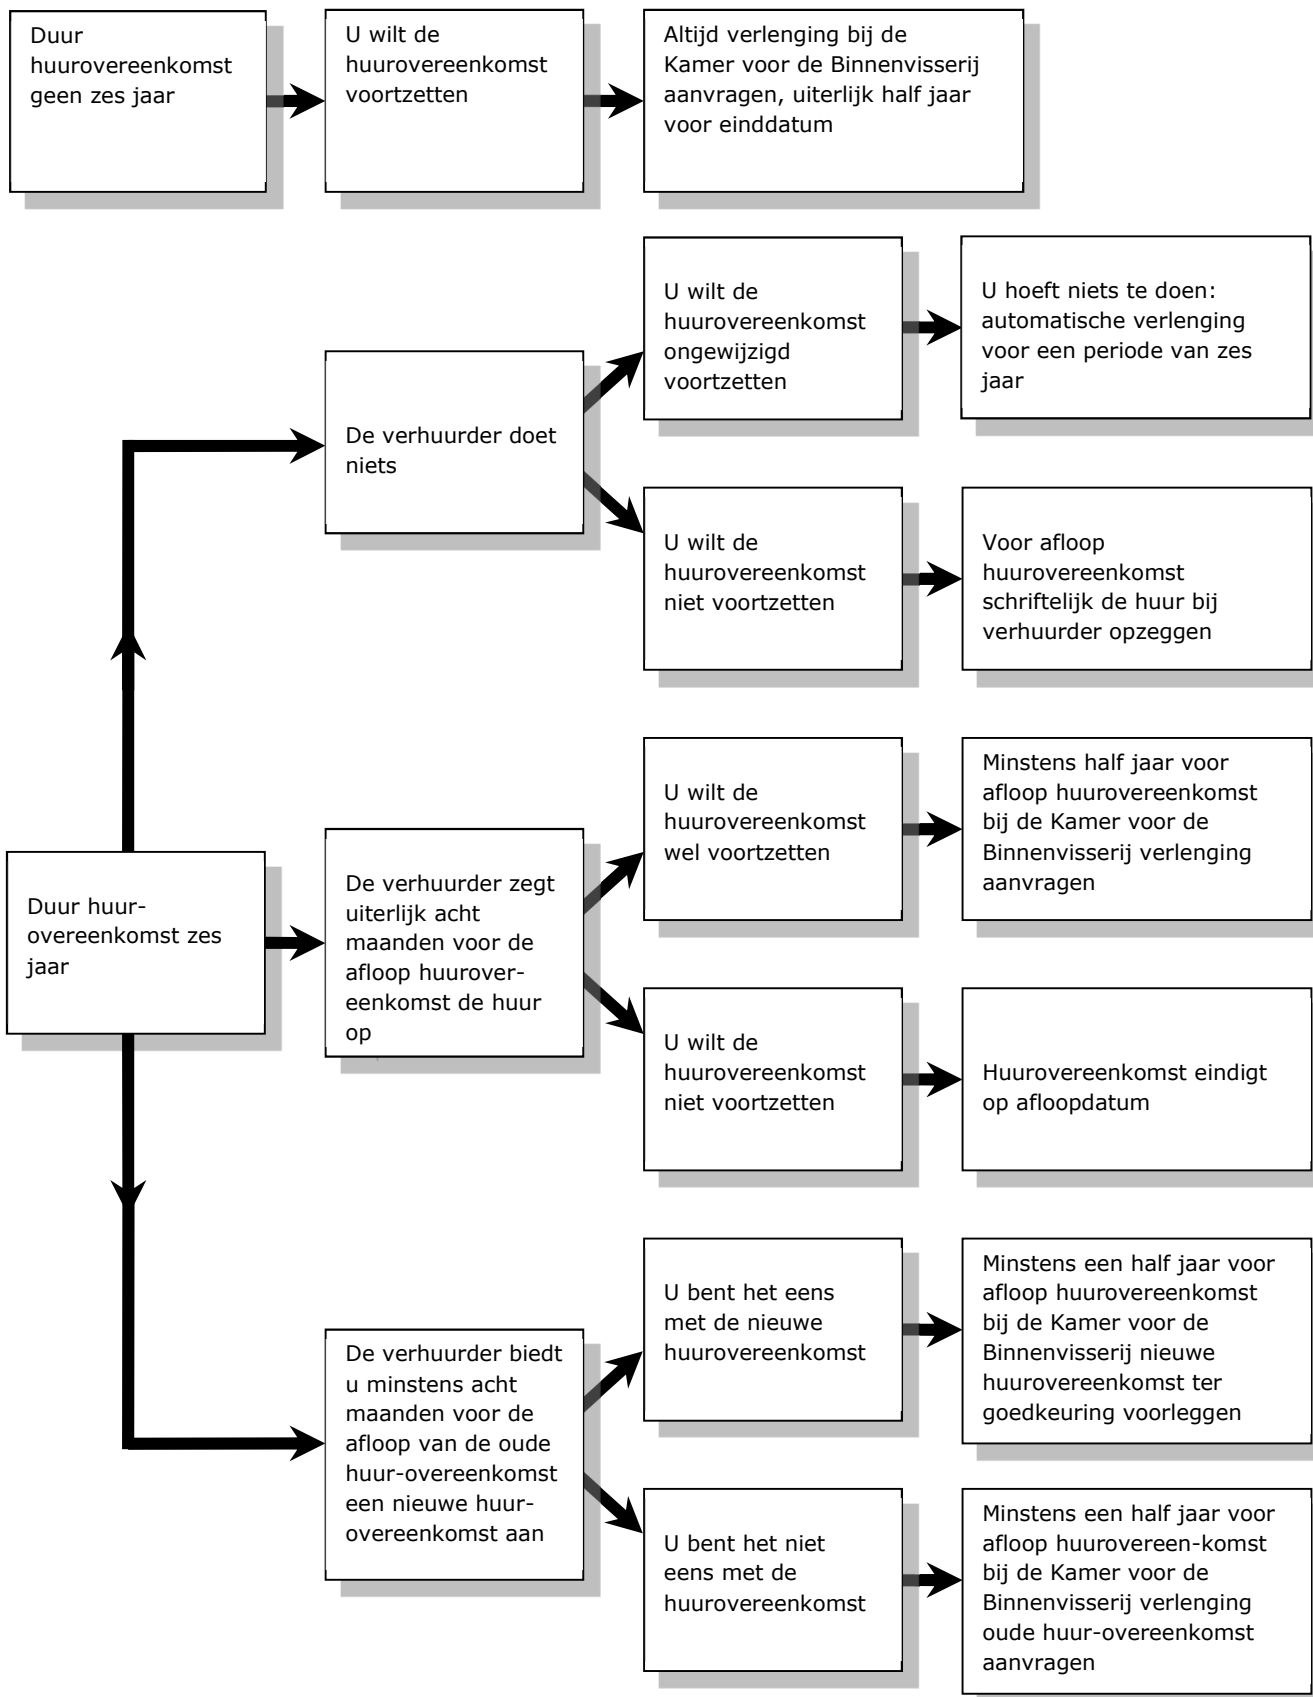 Duur
huurovereenkomst
geen zes jaar
U wilt de
huurovereenkomst
voortzetten
Altijd verlenging bij de
Kamer voor de Binnenvisserij
aanvragen, uiterlijk half jaar
voor einddatum
Duur huur-
overeenkomst zes
jaar
De verhuurder doet
niets
U wilt de
huurovereenkomst
ongewijzigd
voortzetten
U hoeft niets te doen:
automatische verlenging
voor een periode van zes
jaar
U wilt de
huurovereenkomst
niet voortzetten
Voor afloop
huurovereenkomst
schriftelijk de huur bij
verhuurder opzeggen
De verhuurder zegt
uiterlijk acht
maanden voor de
afloop huurover-
eenkomst de huur
op
U wilt de
huurovereenkomst
wel voortzetten
Minstens half jaar voor
afloop huurovereenkomst
bij de Kamer voor de
Binnenvisserij verlenging
aanvragen
U wilt de
huurovereenkomst
niet voortzetten
Huurovereenkomst eindigt
op afloopdatum
De verhuurder biedt
u minstens acht
maanden voor de
afloop van de oude
huur-overeenkomst
een nieuwe huur-
overeenkomst aan
U bent het eens
met de nieuwe
huurovereenkomst
Minstens een half jaar voor
afloop huurovereenkomst
bij de Kamer voor de
Binnenvisserij nieuwe
huurovereenkomst ter
goedkeuring voorleggen
U bent het niet
eens met de
huurovereenkomst
Minstens een half jaar voor
afloop huurovereen-komst
bij de Kamer voor de
Binnenvisserij verlenging
oude huur-overeenkomst
aanvragen